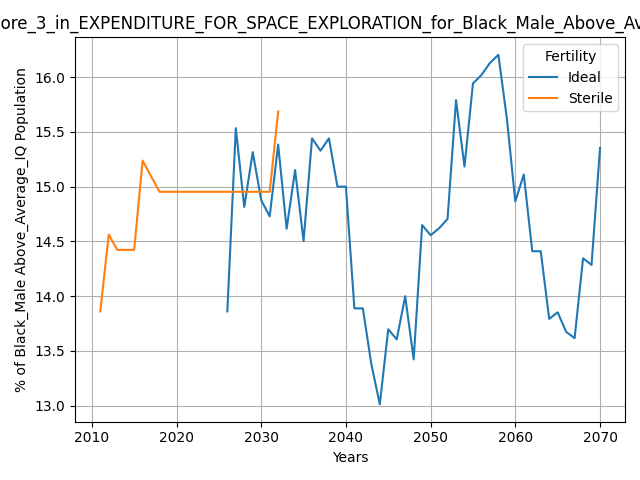 ore_3_in_EXPENDITURE_FOR_SPACE_EXPLORATION_for_Black_Male_Above_Av
Fertility
Ideal
Sterile
% of Black_Male Above_Average_IQ Population
16.0
15.5
15.0
14.5
14.0
13.5
13.0
2010 2020 2030 2040 2050 2060 2070
Years